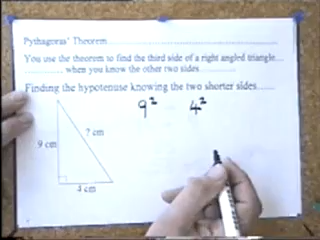 Pythagoras' Theorem
You use the theorem to find the third side of a right angled triangle....
.............. when you know the other two sides.............
Finding the hypotenuse knowing the two shorter sides......
9² 4²
? cm
9 cm
cm